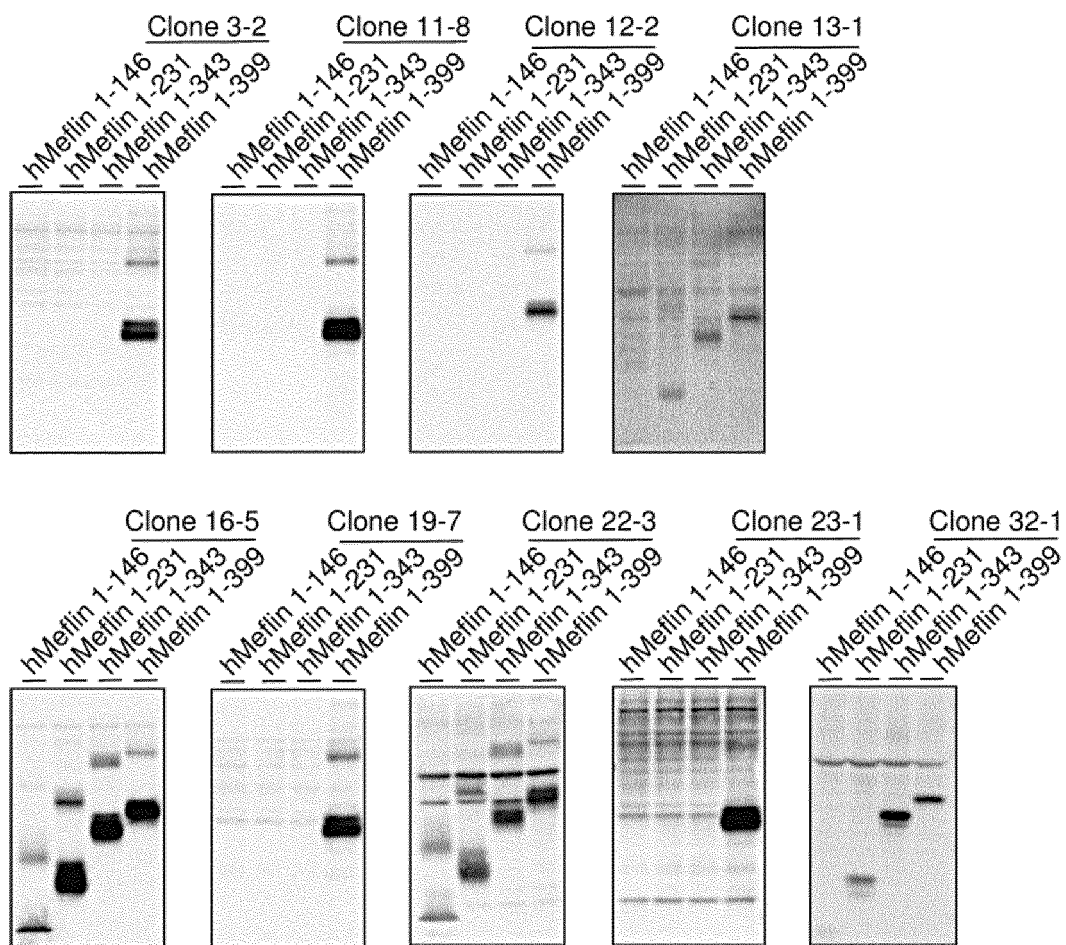 Clone 3-2
hMeflin 1-146
hMeflin 1-231
hMeflin 1-343
hMeflin 1-399
Clone 11-8
hMeflin 1-146
hMeflin 1-231
hMeflin 1-343
hMeflin 1-399
Clone 12-2
hMeflin 1-146
hMeflin 1-231
hMeflin 1-343
hMeflin 1-399
Clone 13-1
hMeflin 1-146
hMeflin 1-231
hMeflin 1-343
hMeflin 1-399
Clone 16-5
hMeflin 1-146
hMeflin 1-231
hMeflin 1-343
hMeflin 1-399
Clone 19-7
hMeflin 1-146
hMeflin 1-231
hMeflin 1-343
hMeflin 1-399
Clone 22-3
hMeflin 1-146
hMeflin 1-231
hMeflin 1-343
hMeflin 1-399
Clone 23-1
hMeflin 1-146
hMeflin 1-231
hMeflin 1-343
hMeflin 1-399
Clone 32-1
hMeflin 1-146
hMeflin 1-231
hMeflin 1-343
hMeflin 1-399